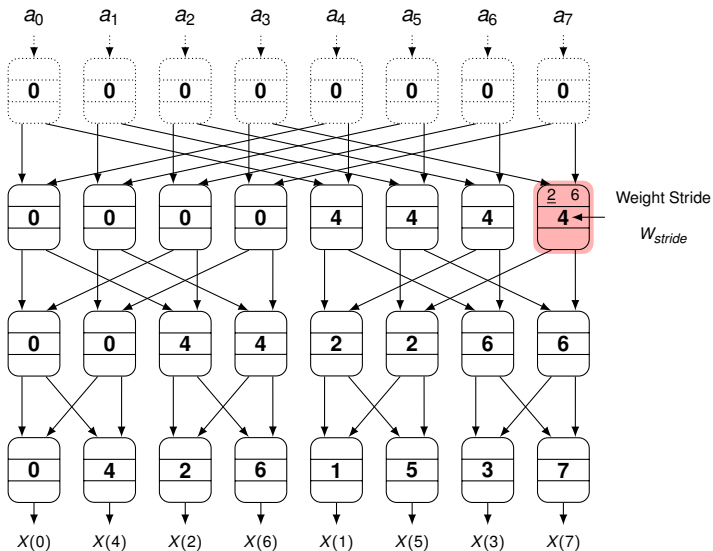 a0 a1 a2 a3 a4 a5 a6 a7
0 0 0 0 0 0 0 0
2 6
Weight Stride
0 0 0 0 4 4 4 4
Wstride
0 0 4 4 2 2 6 6
0 4 2 6 1 5 3 7
X(0) X(4) X(2) X(6) X(1) X(5) X(3) X(7)